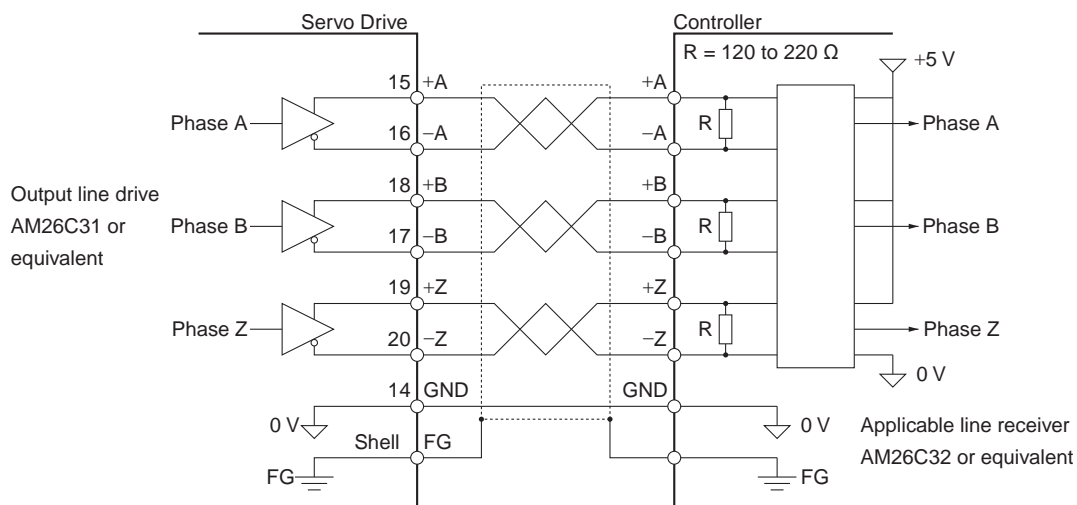 Servo Drive
Controller
R = 120 to 220 Ω
+5 V
15 +A
+A
Phase A
R
Phase A
16 −A
−A
18 +B
+B
Output line drive
AM26C31 or
equivalent
Phase B
R
Phase B
17 −B
−B
19 +Z
+Z
Phase Z
R
Phase Z
20 −Z
−Z
0 V
14 GND
GND
0 V
0 V
Applicable line receiver
AM26C32 or equivalent
Shell FG
FG
FG